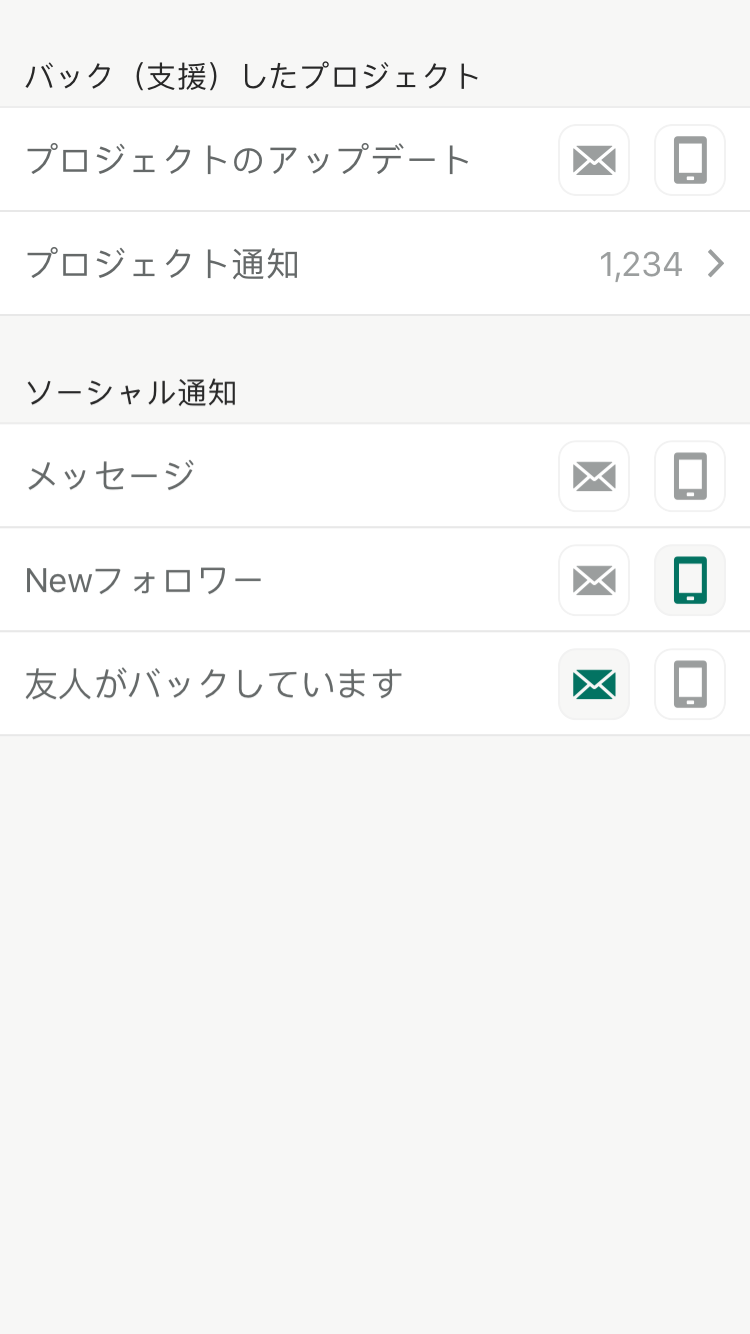 バック（支援）したプロジェクト
プロジェクトのアップデート
プロジェクト通知 1,234
ソーシャル通知
メッセージ
Newフォロワー
友人がバックしています